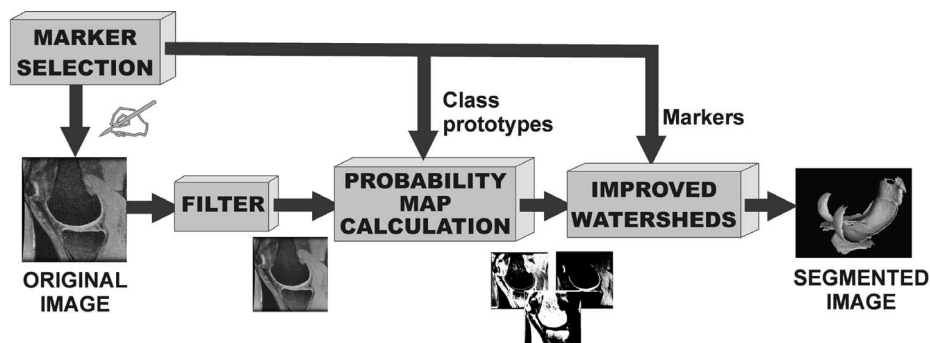 MARKER
SELECTION
Class
prototypes
Markers
FILTER
PROBABILITY
MAP
CALCULATION
IMPROVED
WATERSHEDS
ORIGINAL
IMAGE
SEGMENTED
IMAGE